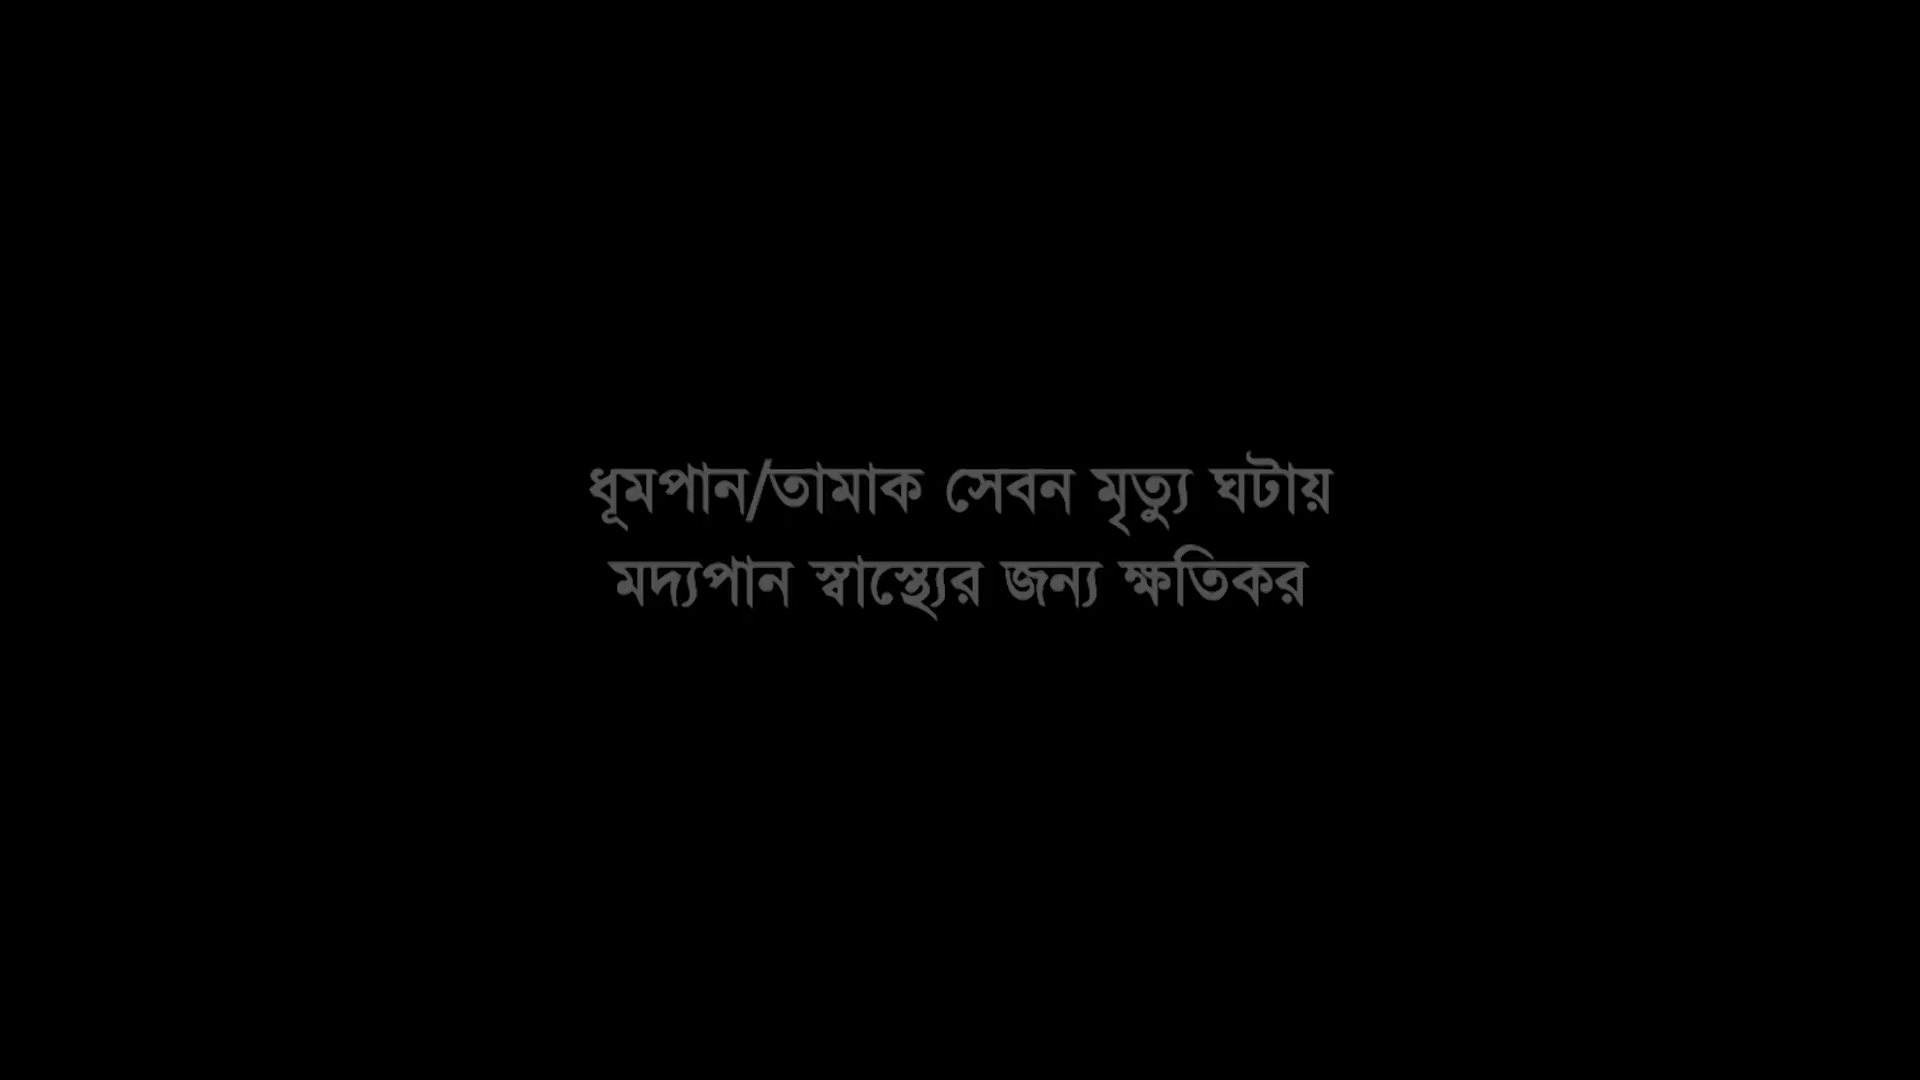 ধূমপান/তামাক সেবন মৃত্যু ঘটায়
মদ্যপান স্বাস্থ্যের জন্য ক্ষতিকর